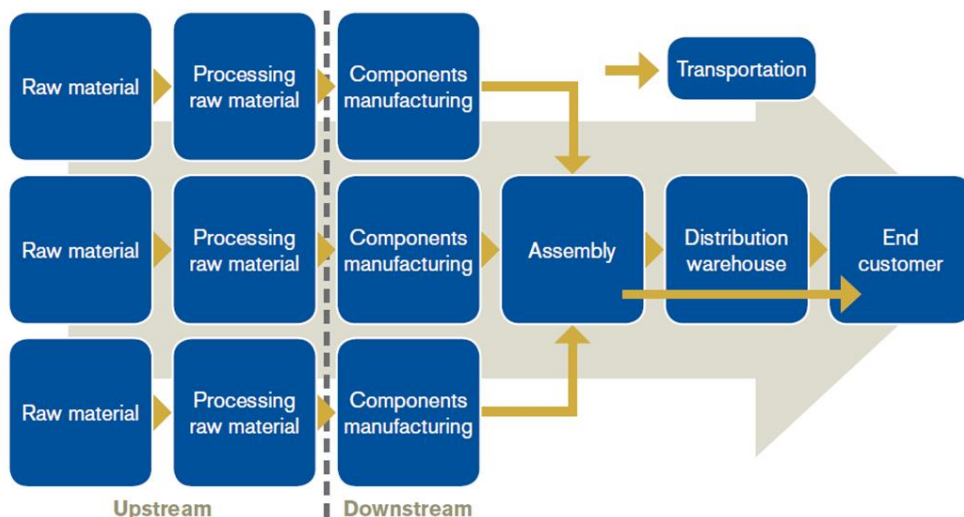 Raw material
Processing
raw material
Components
manufacturing
Transportation
Raw material
Processing
raw material
Components
manufacturing
Assembly
Distribution
warehouse
End
customer
Raw material
Processing
raw material
Components
manufacturing
Upstream
Downstream